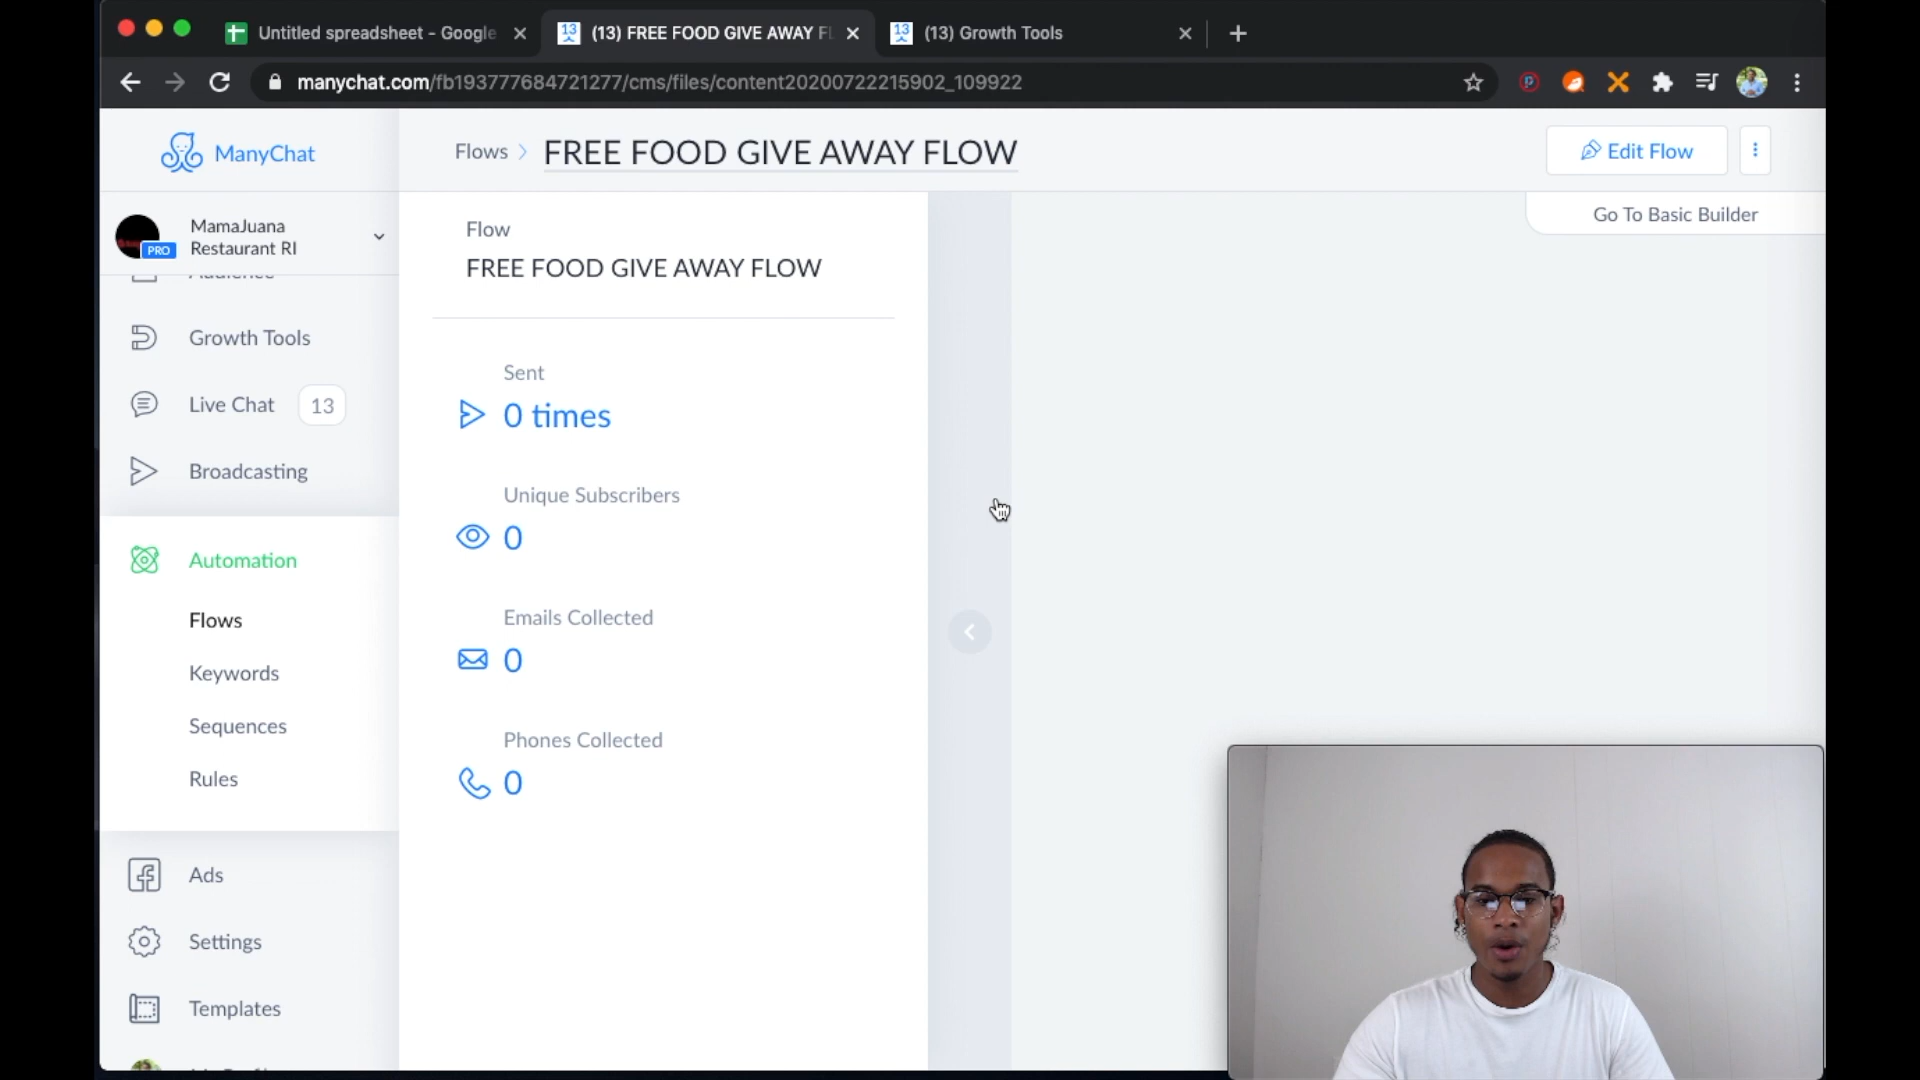 Untitled spreadsheet - Google
(13) FREE FOOD GIVE AWAY FL
(13) Growth Tools
manychat.com/fb193777684721277/cms/files/content20200722215902_109922
ManyChat
Flows
FREE FOOD GIVE AWAY FLOW
Edit Flow
MamaJuana
Restaurant RI
PRO
Audience
Growth Tools
Live Chat 13
Broadcasting
Automation
Flows
Keywords
Sequences
Rules
Ads
Settings
Templates
Flow
FREE FOOD GIVE AWAY FLOW
Sent
0 times
Unique Subscribers
0
Emails Collected
0
Phones Collected
0
Go To Basic Builder